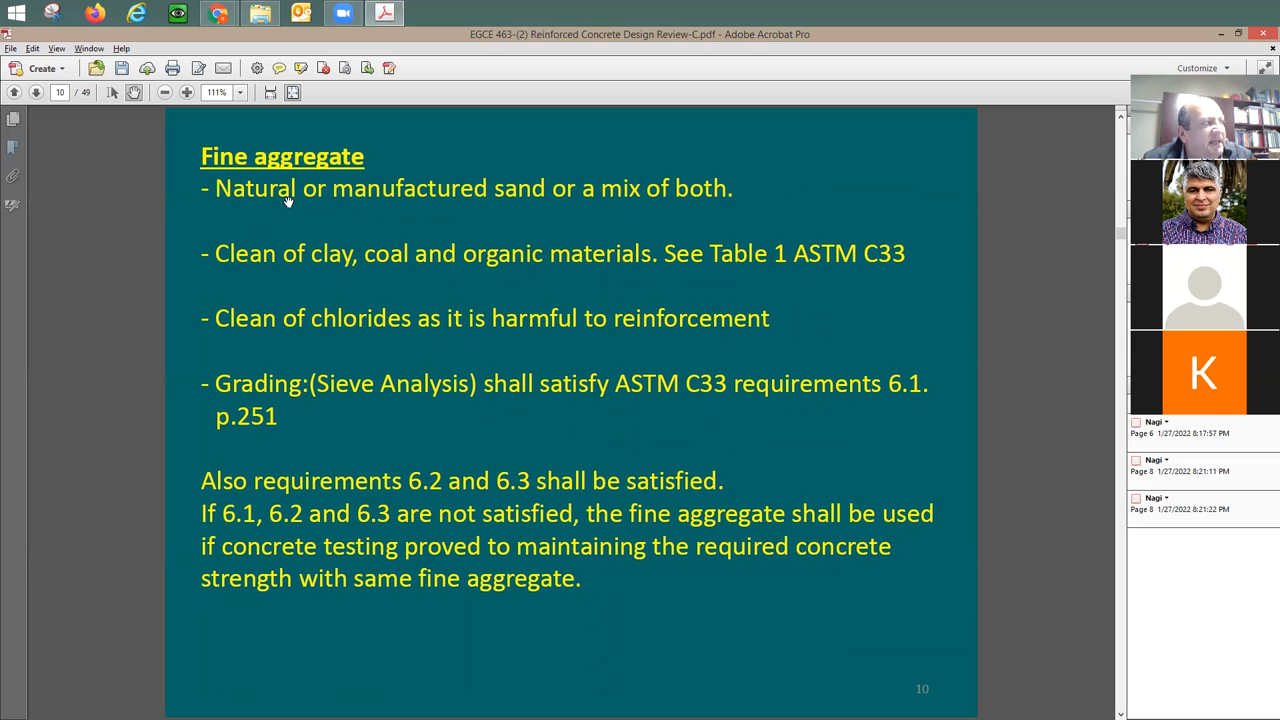 EGCE 463-(2) Reinforced Concrete Design Review-C.pdf - Adobe Acrobat Pro
File Edit View Window Help
Create
Customize
10 / 49
111%
Fine aggregate
- Natural or manufactured sand or a mix of both.
- Clean of clay, coal and organic materials. See Table 1 ASTM C33
- Clean of chlorides as it is harmful to reinforcement
- Grading:(Sieve Analysis) shall satisfy ASTM C33 requirements 6.1.
p.251
Also requirements 6.2 and 6.3 shall be satisfied.
If 6.1, 6.2 and 6.3 are not satisfied, the fine aggregate shall be used
if concrete testing proved to maintaining the required concrete
strength with same fine aggregate.
10
K
Nagi
Page 6 1/27/2022 8:17:57 PM
Nagi
Page 8 1/27/2022 8:21:11 PM
Nagi
Page 8 1/27/2022 8:21:22 PM